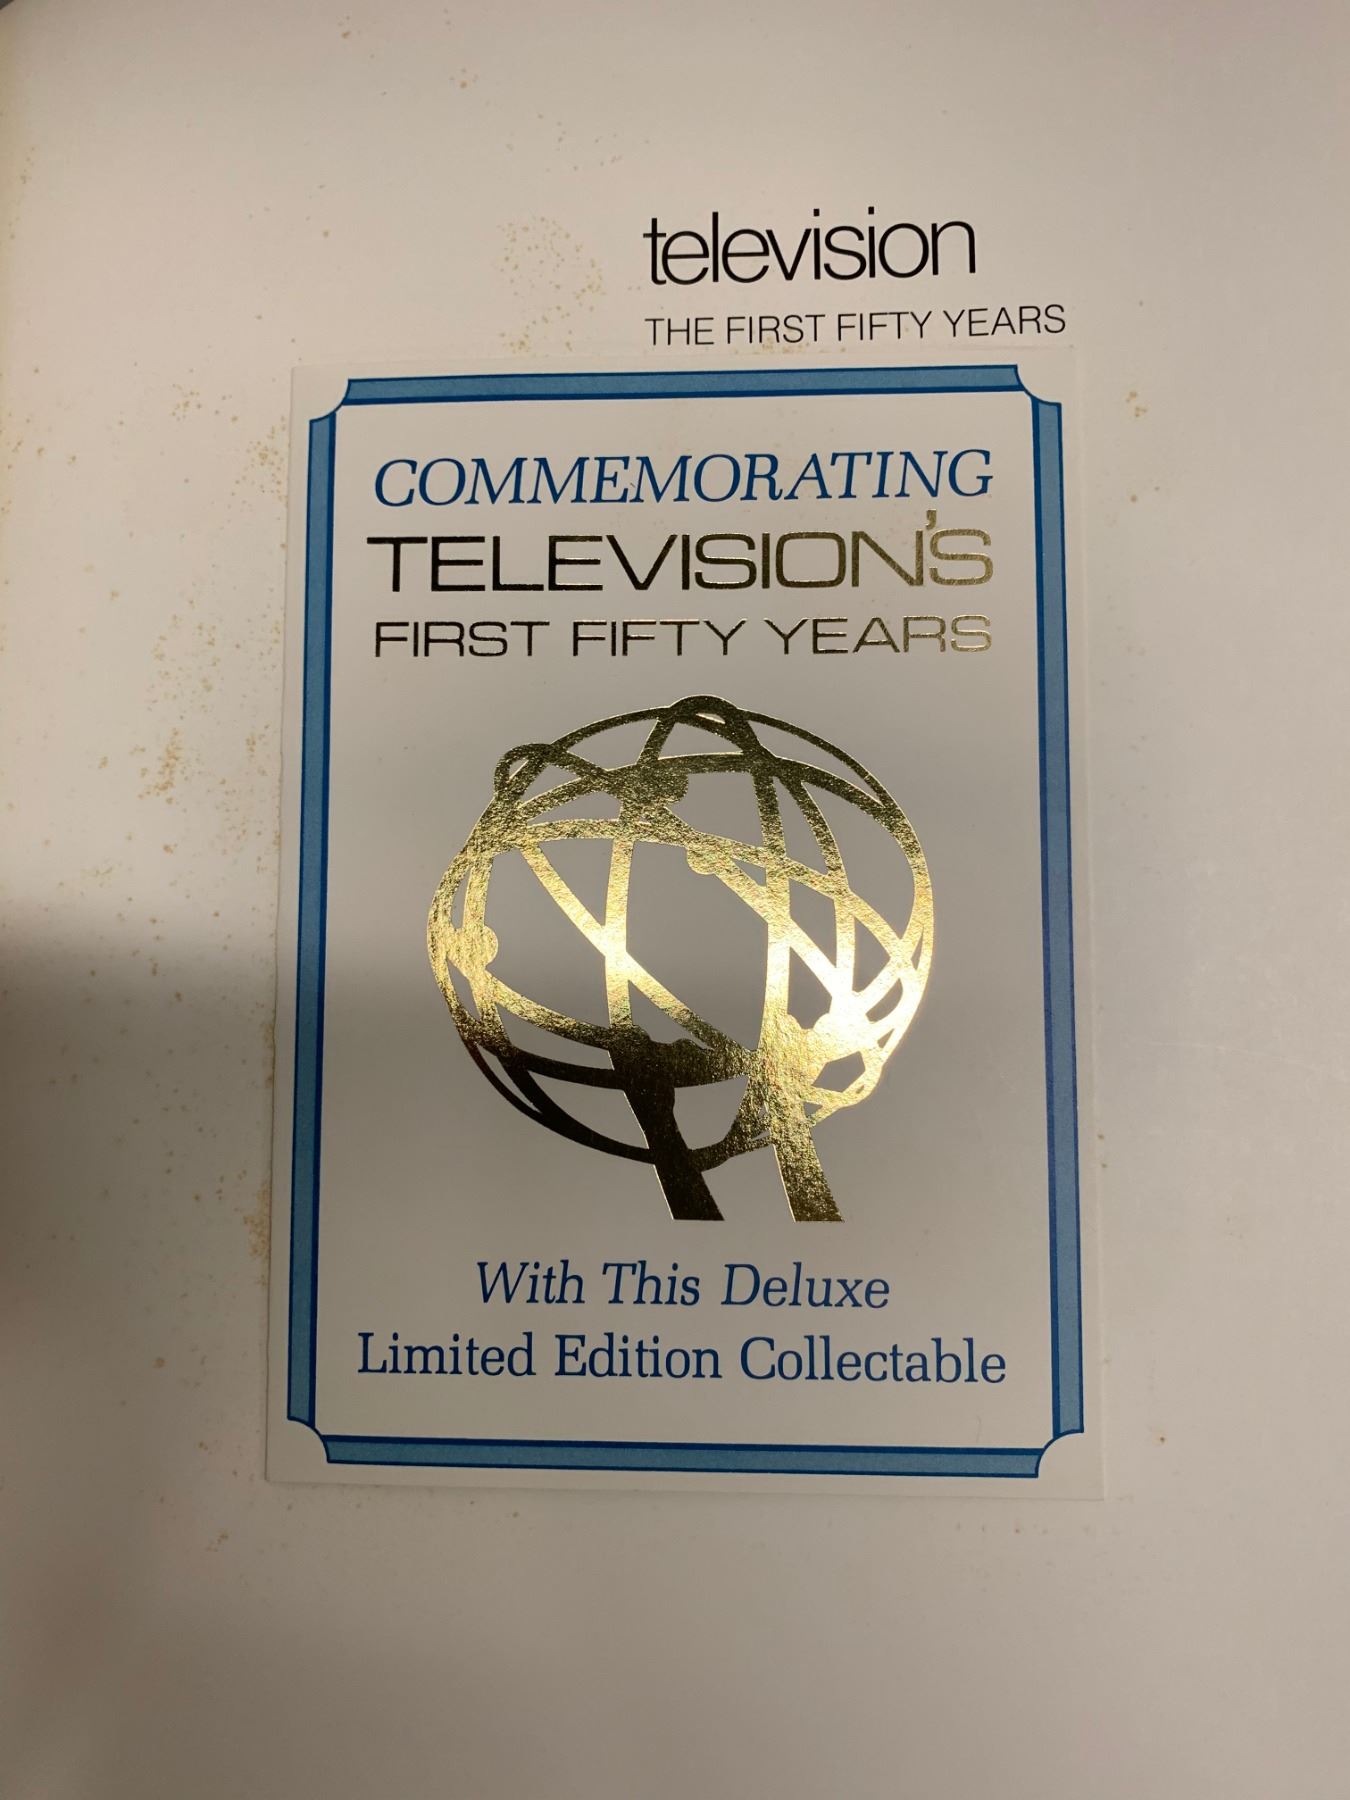 television
THE FIRST FIFTY YEARS
COMMEMORATING
TELEVISION'S
FIRST FIFTY YEARS
With This Deluxe
Limited Edition Collectable